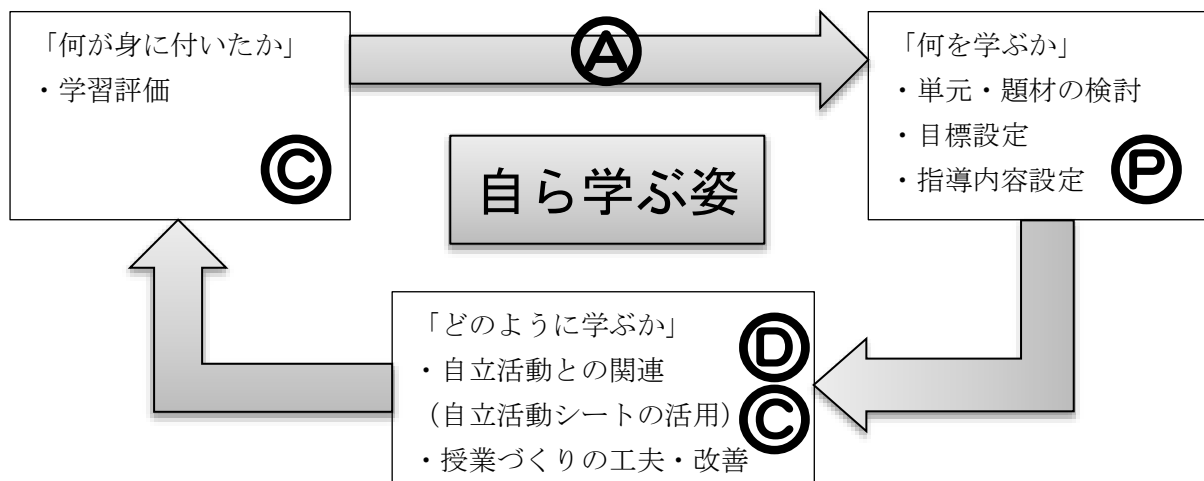 「何が身に付いたか」
・学習評価
Ⓒ
Ⓐ
「何を学ぶか」
・単元・題材の検討
・目標設定
・指導内容設定
Ⓟ
自ら学ぶ姿
「どのように学ぶか」
・自立活動との関連
（自立活動シートの活用）
・授業づくりの工夫・改善
Ⓓ
Ⓒ